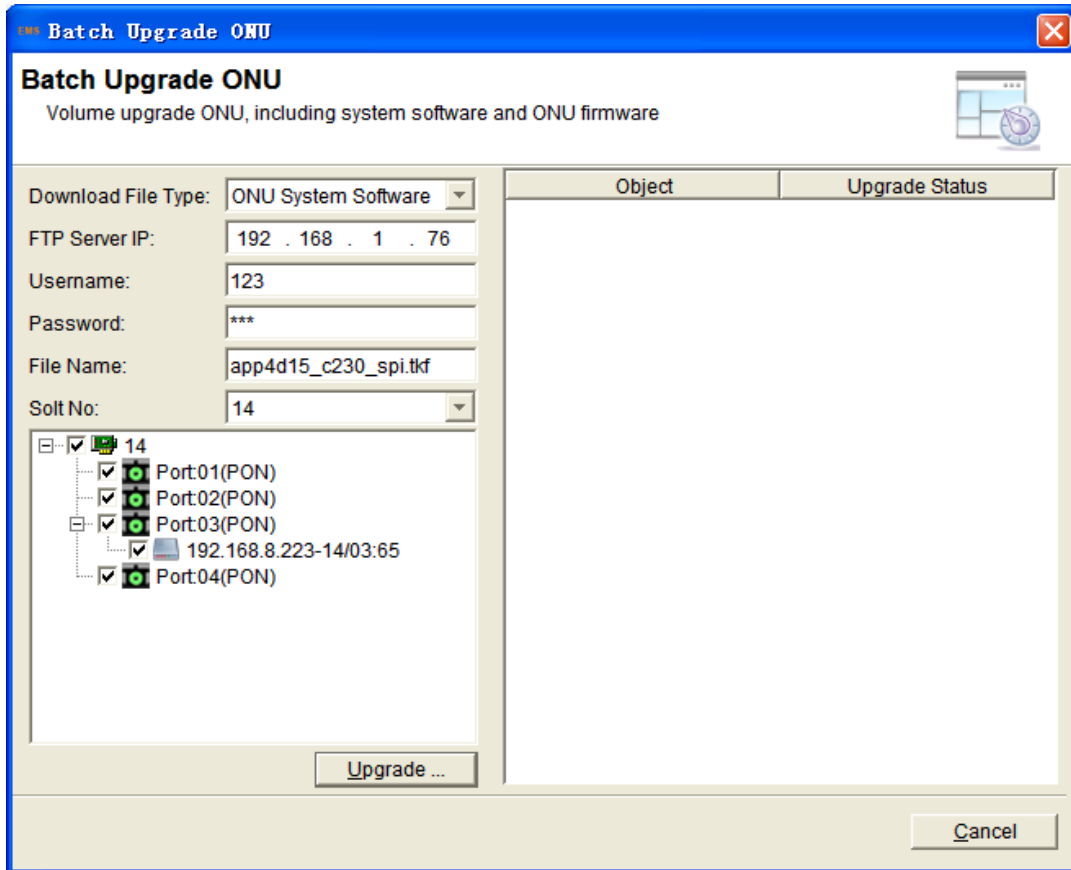 EMS Batch Upgrade ONU
Batch Upgrade ONU
Volume upgrade ONU, including system software and ONU firmware
Download File Type: ONU System Software
FTP Server IP: 192 . 168 . 1 . 76
Username: 123
Password: ***
File Name: app4d15_c230_spi.tkf
Solt No: 14
14
Port:01(PON)
Port:02(PON)
Port:03(PON)
192.168.8.223-14/03:65
Port:04(PON)
Upgrade ...
Object Upgrade Status
Cancel